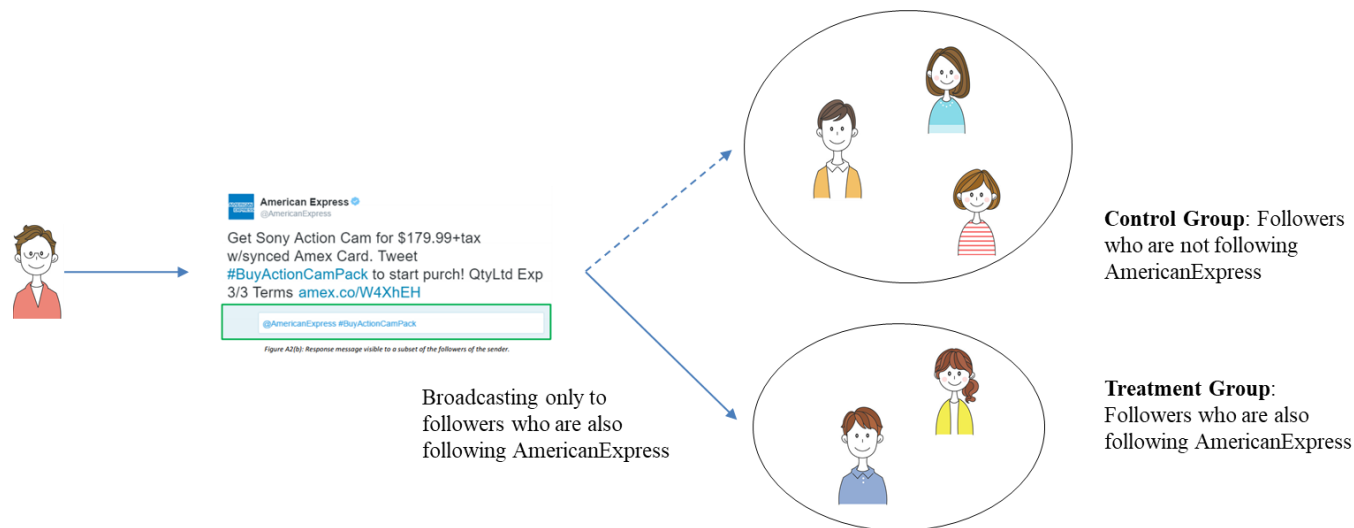 American Express
@AmericanExpress
Get Sony Action Cam for $179.99+tax
w/synced Amex Card. Tweet
#BuyActionCamPack to start purch! QtyLtd Exp
3/3 Terms amex.co/W4XhEH
@AmericanExpress #BuyActionCamPack
Figure A2(b): Response message visible to a subset of the followers of the sender.
Broadcasting only to
followers who are also
following AmericanExpress
Control Group: Followers
who are not following
AmericanExpress
Treatment Group:
Followers who are also
following AmericanExpress